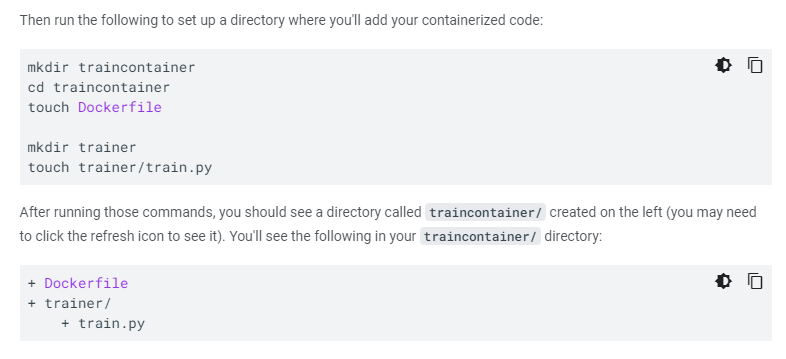 Then run the following to set up a directory where you'll add your containerized code:
mkdir traincontainer
cd traincontainer
touch Dockerfile
mkdir trainer
touch trainer/train.py
After running those commands, you should see a directory called traincontainer/ created on the left (you may need
to click the refresh icon to see it). You'll see the following in your traincontainer/ directory:
+ Dockerfile
+ trainer/
    + train.py